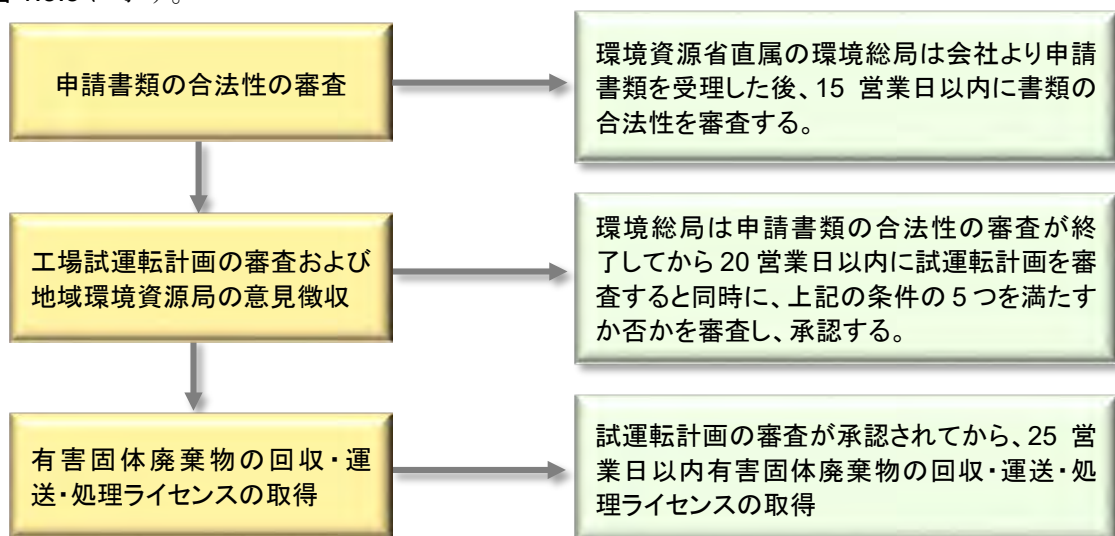 申請書類の合法性の審査
環境資源省直属の環境総局は会社より申請
書類を受理した後、15 営業日以内に書類の
合法性を審査する。
工場試運転計画の審査および
地域環境資源局の意見徴収
環境総局は申請書類の合法性の審査が終
了してから 20 営業日以内に試運転計画を審
査すると同時に、上記の条件の 5 つを満たす
か否かを審査し、承認する。
有害固体廃棄物の回収・運
送・処理ライセンスの取得
試運転計画の審査が承認されてから、25 営
業日以内有害固体廃棄物の回収・運送・処
理ライセンスの取得